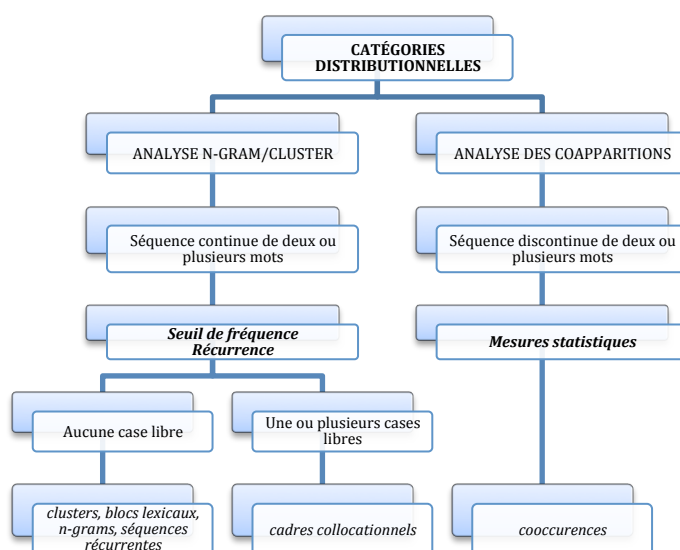 CATÉGORIES
DISTRIBUTIONNELLES
ANALYSE N-GRAM/CLUSTER
ANALYSE DES COAPPARITIONS
Séquence continue de deux ou
plusieurs mots
Séquence discontinue de deux ou
plusieurs mots
Seuil de fréquence
Récurrence
Mesures statistiques
Aucune case libre
Une ou plusieurs cases
libres
clusters, blocs lexicaux,
n-grams, séquences
récurrentes
cadres collocationnels
cooccurences